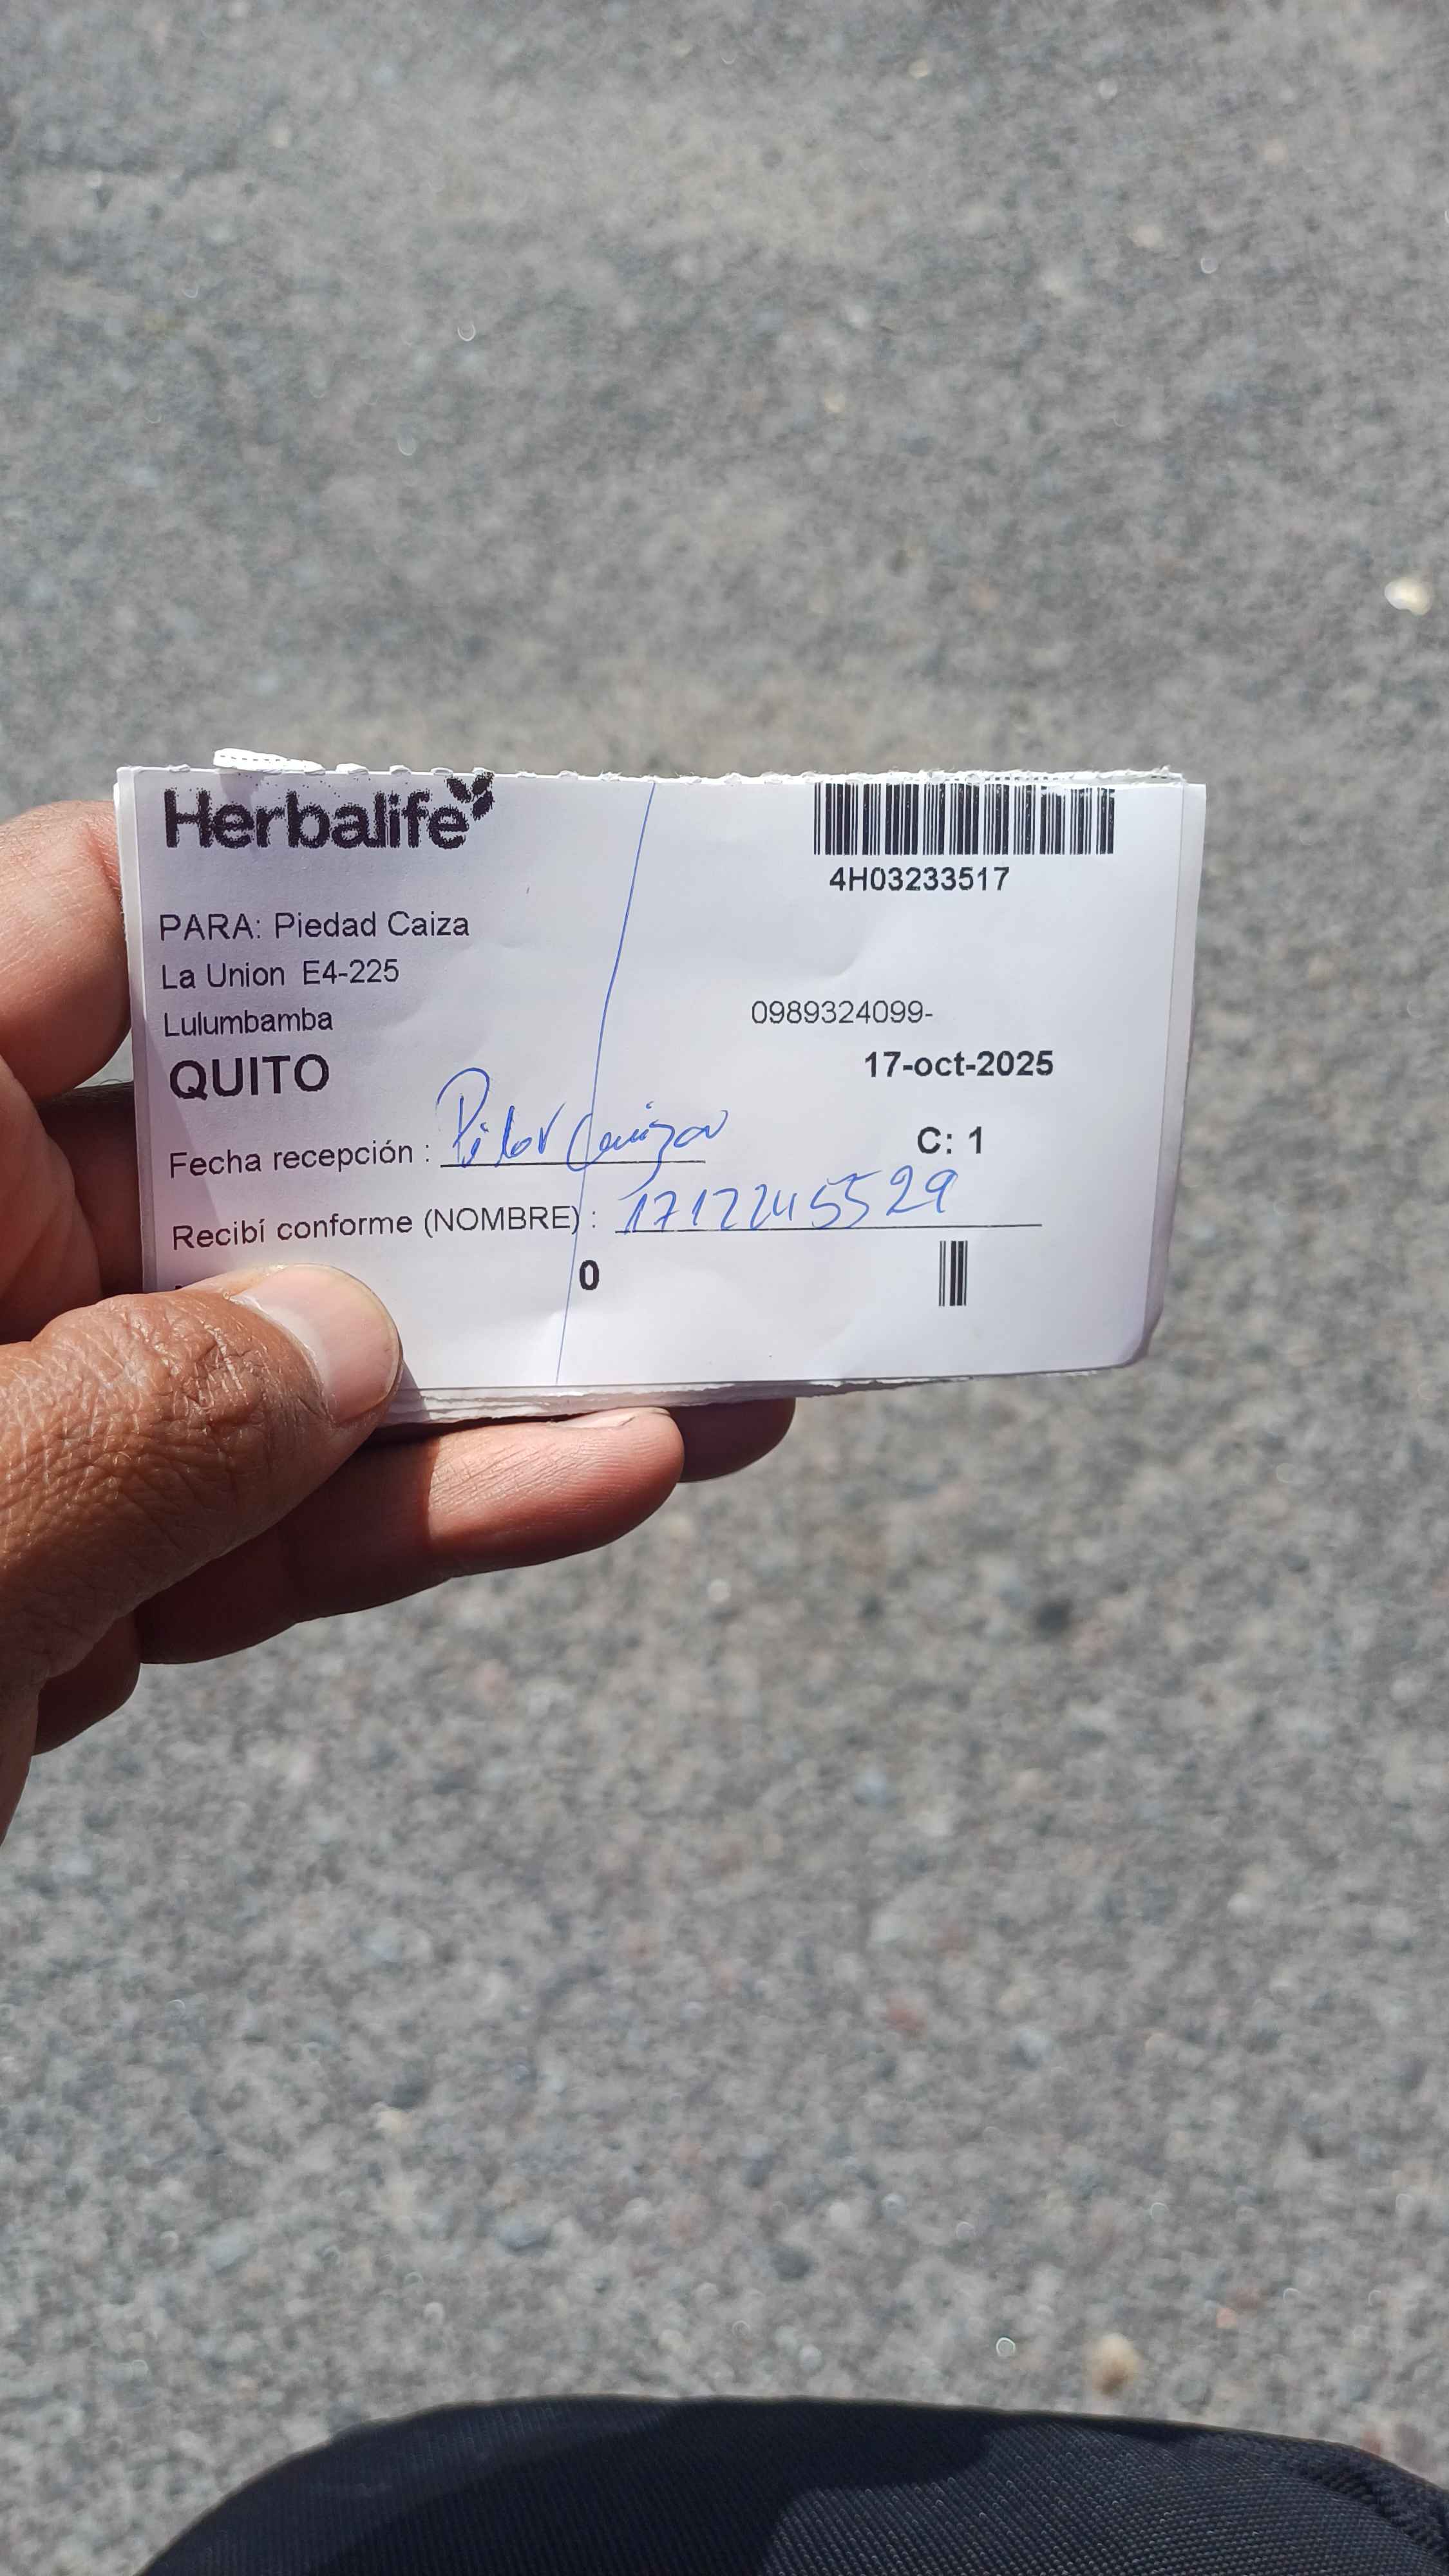 Herbalife
4H03233517
PARA: Piedad Caiza
La Union E4-225
Lulumbamba
0989324099-
QUITO
17-oct-2025
Fecha recepción : Pilar
C: 1
Recibí conforme (NOMBRE) : 1712245529
0